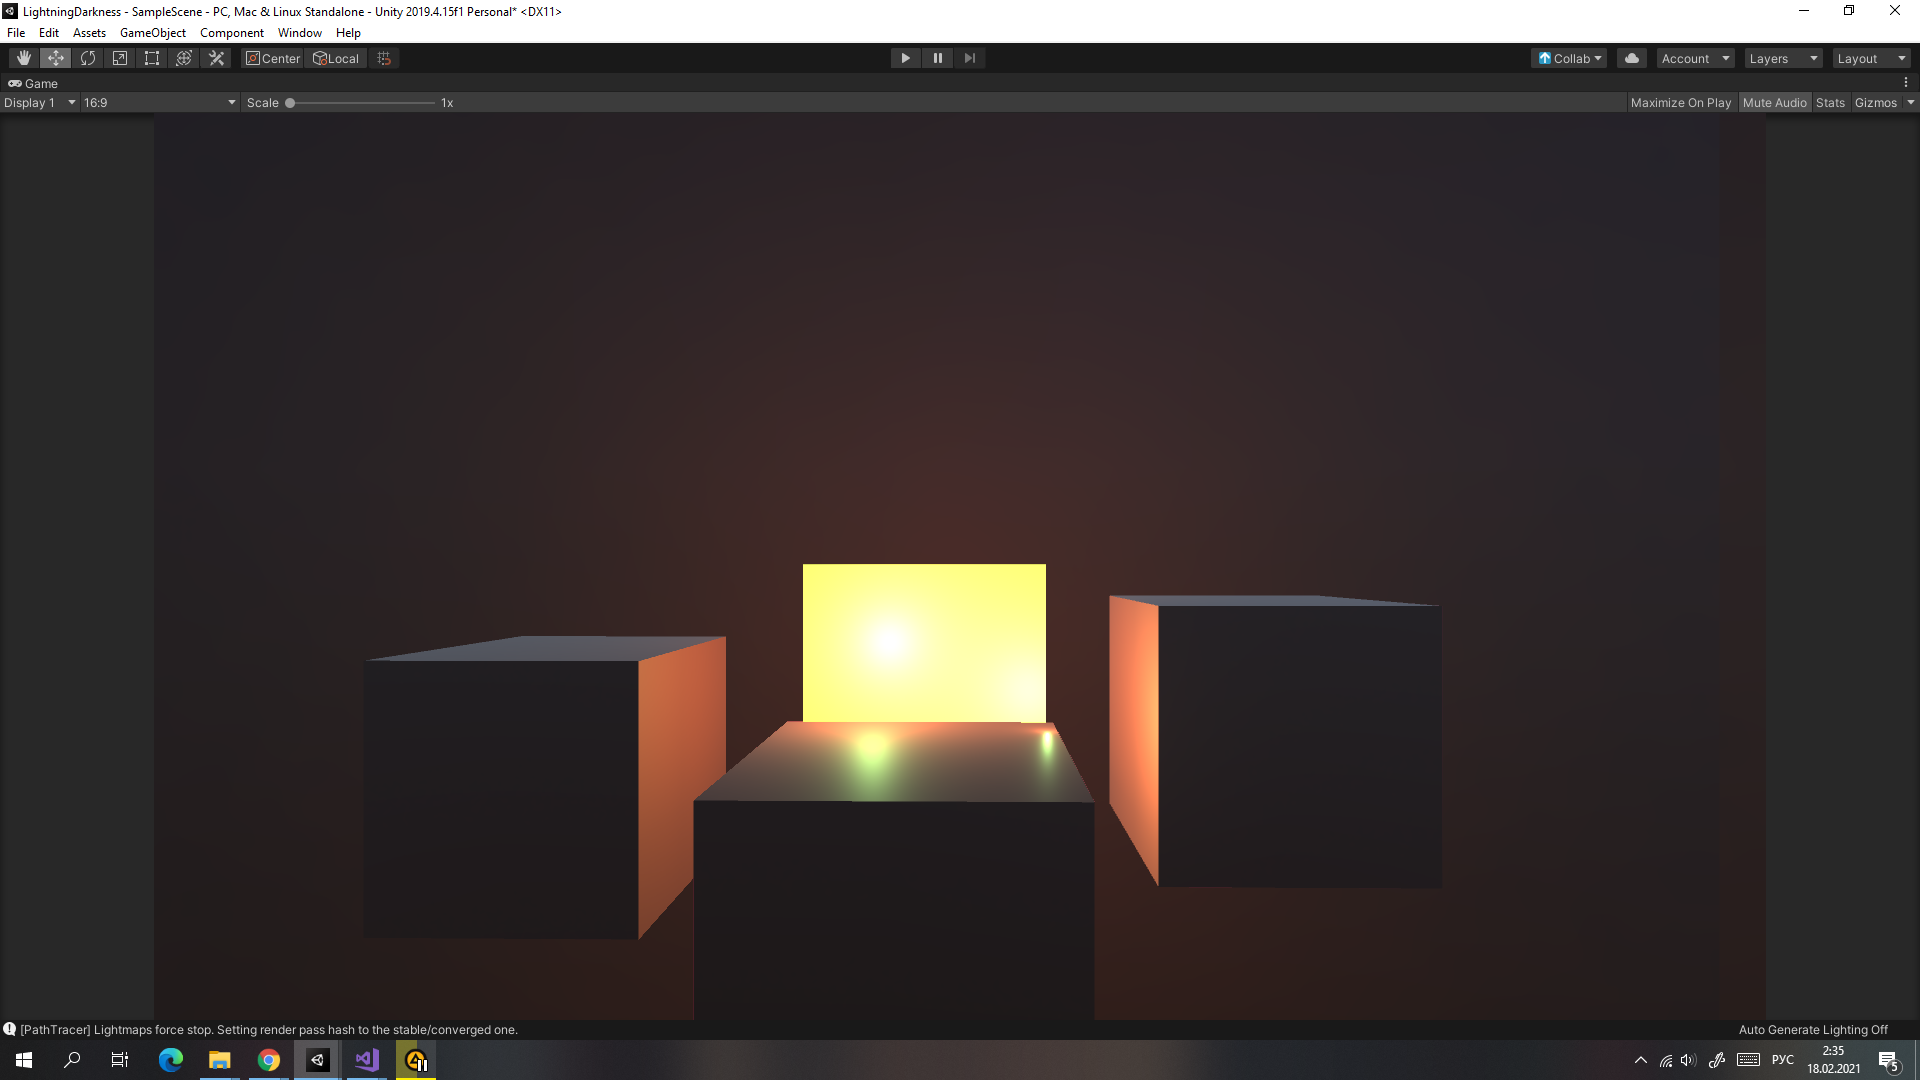 LightningDarkness - SampleScene - PC, Mac & Linux Standalone - Unity 2019.4.15f1 Personal* <DX11>
File Edit Assets GameObject Component Window Help
Center Local Collab Account Layers Layout
Game
Display 1 16:9 Scale 1x Maximize On Play Mute Audio Stats Gizmos
[PathTracer] Lightmaps force stop. Setting render pass hash to the stable/converged one. Auto Generate Lighting Off
РУС 2:35 5
18.02.2021